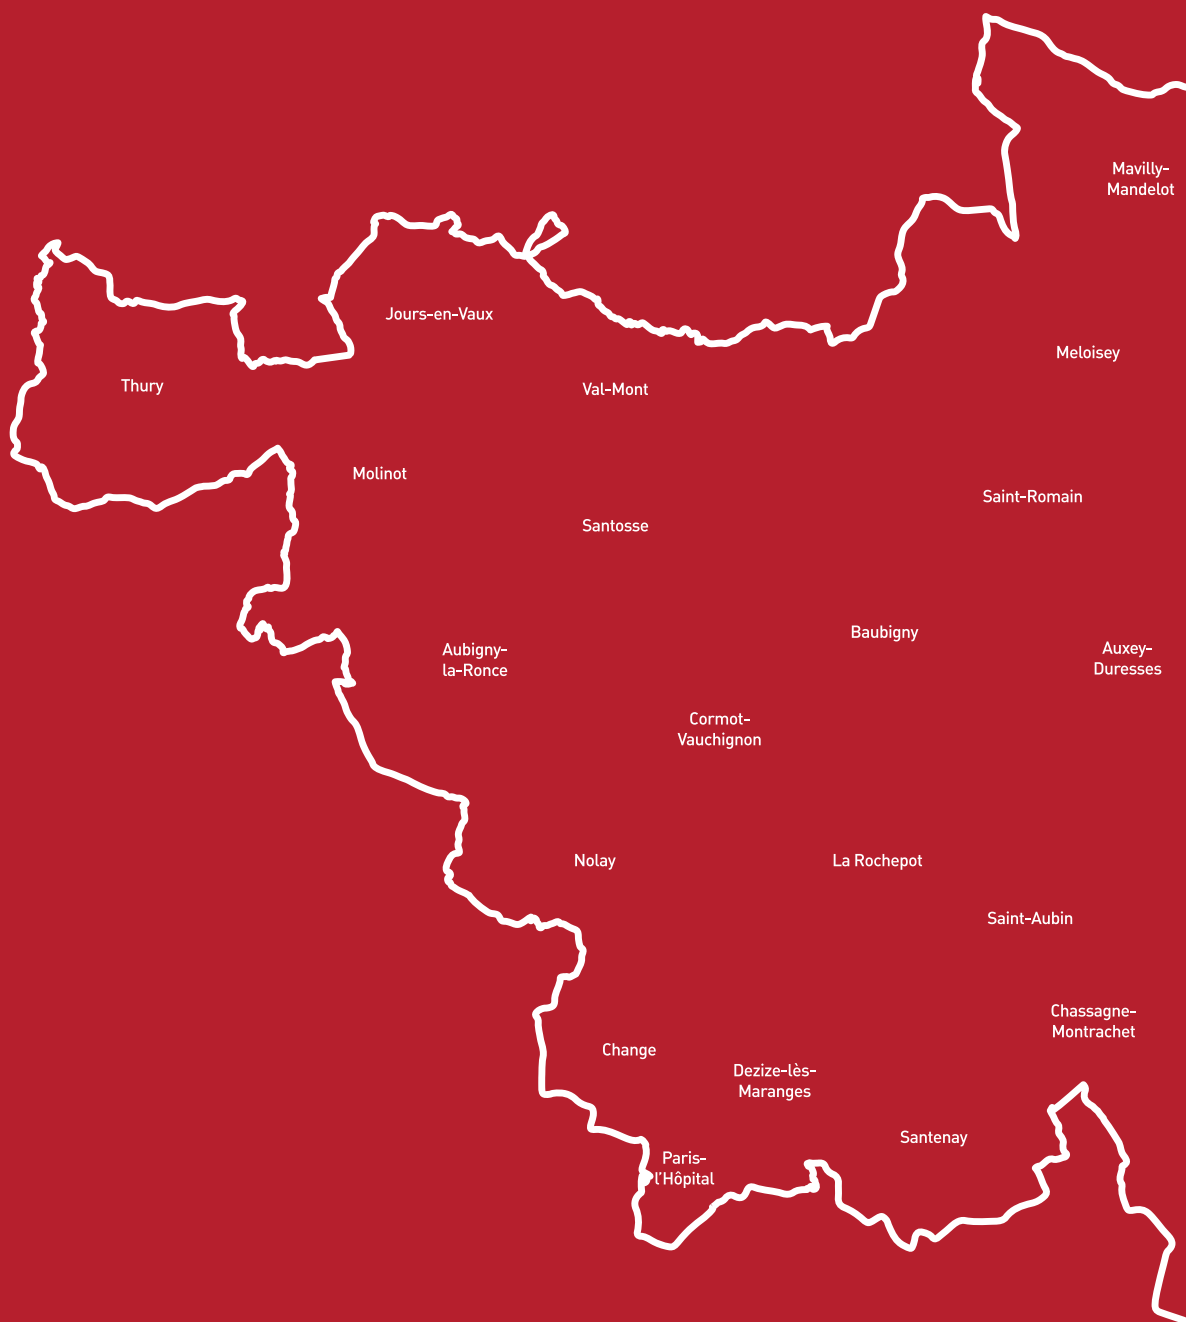 Mavilly-
Mandelot
Jours-en-Vaux
Meloisey
Thury
Val-Mont
Molinot
Saint-Romain
Santosse
Baubigny
Aubigny-
la-Ronce
Auxey-
Duresses
Cormot-
Vauchignon
Nolay
La Rochepot
Saint-Aubin
Chassagne-
Montrachet
Change
Dezize-lès-
Maranges
Santenay
Paris-
l'Hôpital